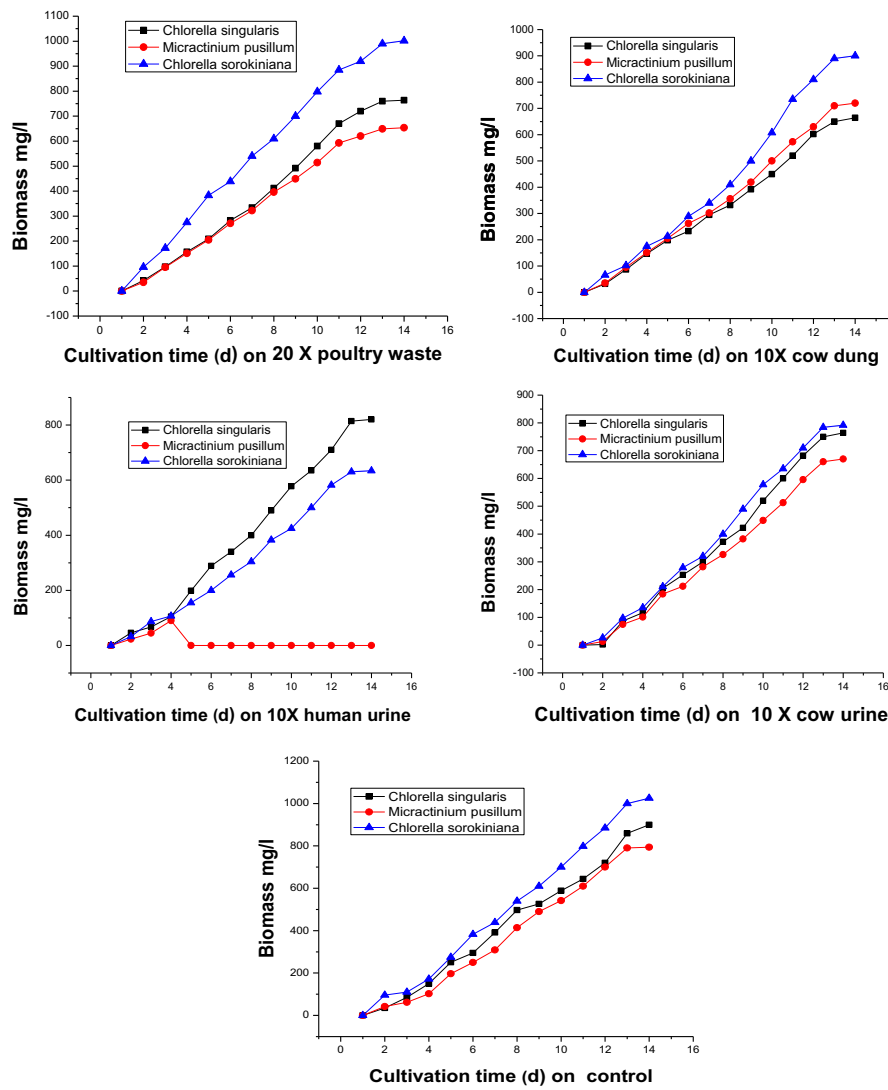 1100
1000
900
800
700
600
500
400
300
200
100
0
-100
Biomass mg/l
Chlorella singularis
Micractinium pusillum
Chlorella sorokiniana
0 2 4 6 8 10 12 14 16
Cultivation time (d) on 20 X poultry waste
1000
900
800
700
600
500
400
300
200
100
0
-100
Biomass mg/l
Chlorella singularis
Micractinium pusillum
Chlorella sorokiniana
0 2 4 6 8 10 12 14 16
Cultivation time (d) on 10X cow dung
800
600
400
200
0
Biomass mg/l
Chlorella singularis
Micractinium pusillum
Chlorella sorokiniana
0 2 4 6 8 10 12 14 16
Cultivation time (d) on 10X human urine
900
800
700
600
500
400
300
200
100
0
-100
Biomass mg/l
Chlorella singularis
Micractinium pusillum
Chlorella sorokiniana
0 2 4 6 8 10 12 14 16
Cultivation time (d) on 10 X cow urine
1200
1000
800
600
400
200
0
Biomass mg/l
Chlorella singularis
Micractinium pusillum
Chlorella sorokiniana
0 2 4 6 8 10 12 14 16
Cultivation time (d) on control